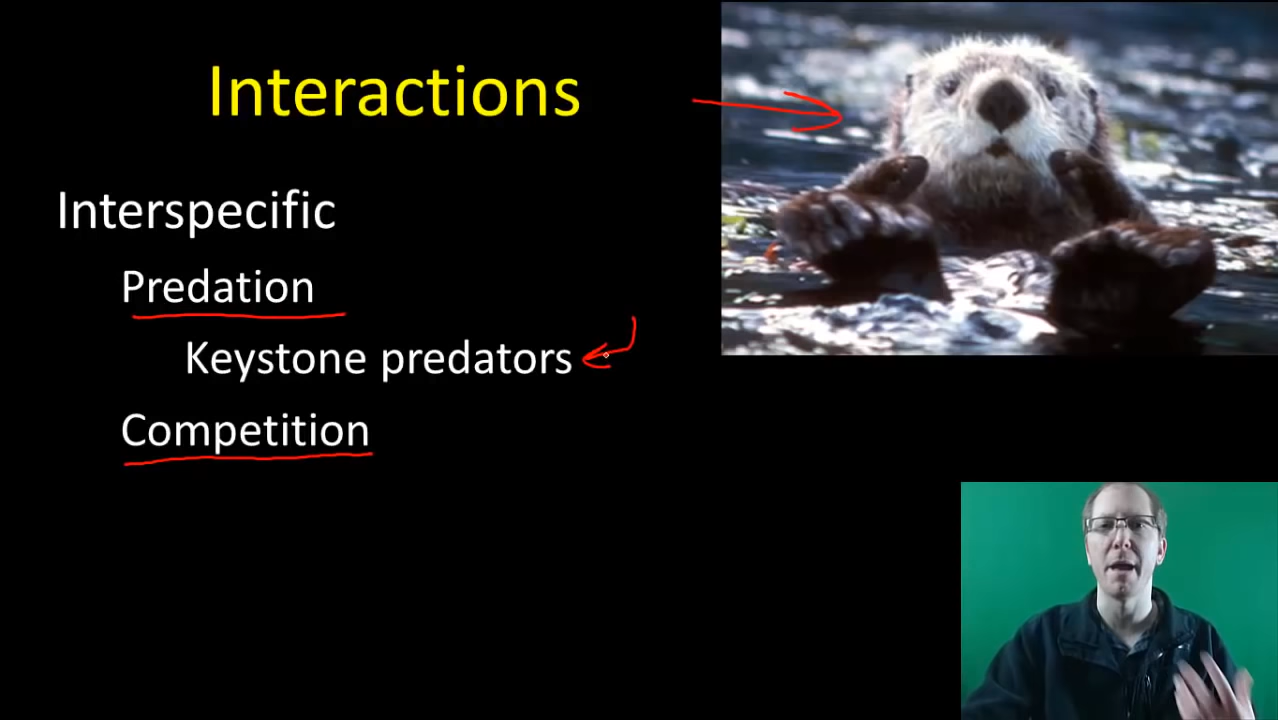 Interactions
Interspecific
Predation
Keystone predators
Competition